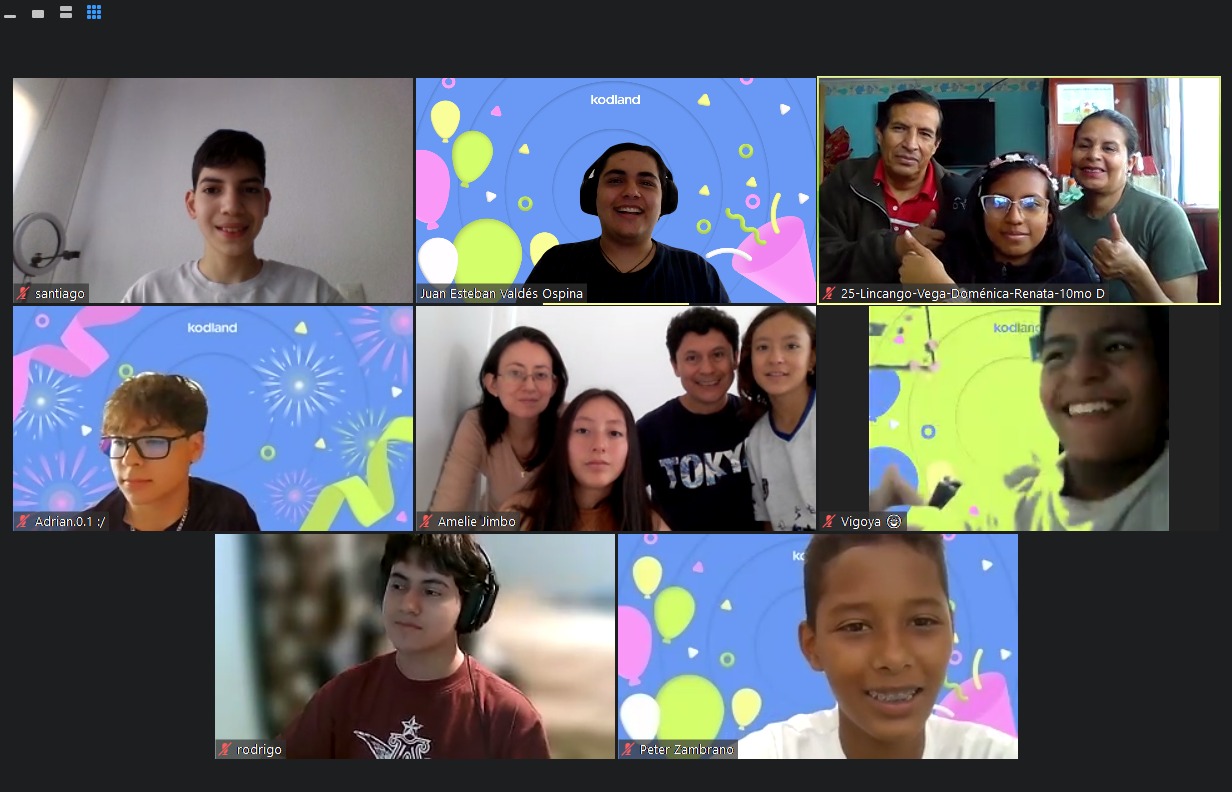 kodland
santiago
Juan Esteban Valdés Ospina
25-Lincango-Vega-Doménica-Renata-10mo D
kodland
TOKY
kodland
Adrian.0.1 :/
Amelie Jimbo
Vigoya 😄
rodrigo
Peter Zambrano